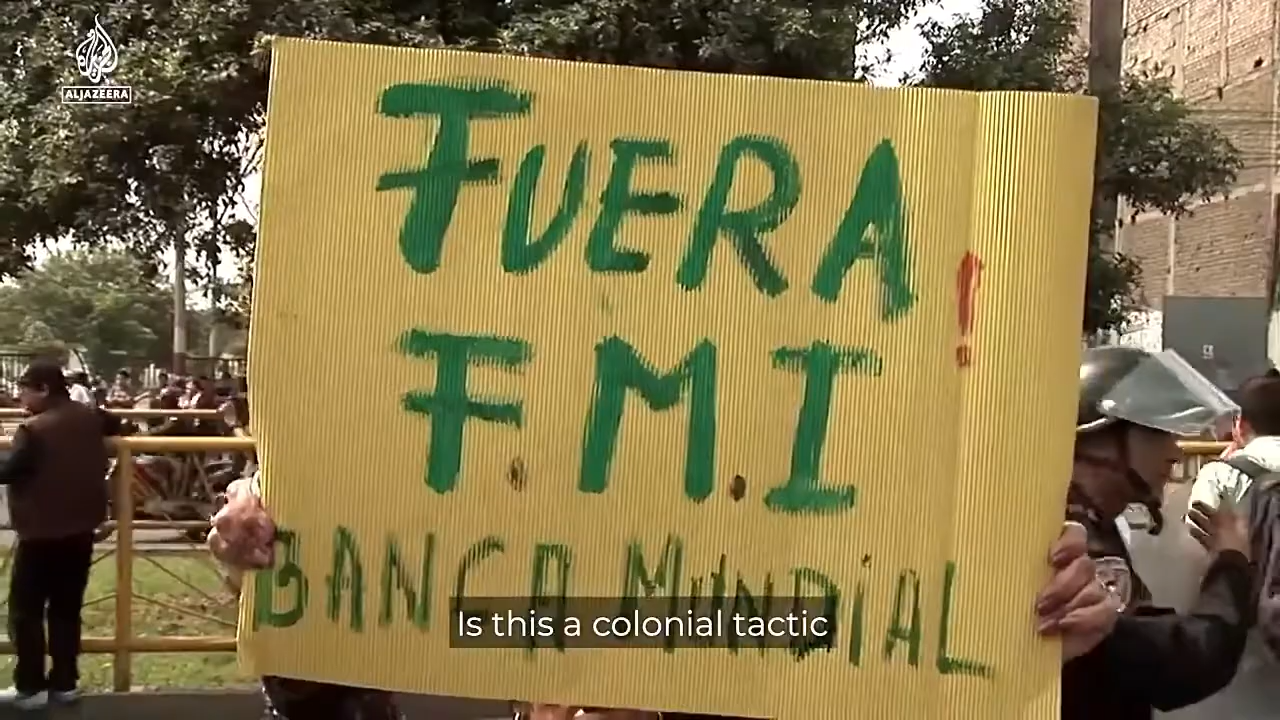 ALJAZEERA
FUERA!
F.M.I
BANCA MUNDIAL
Is this a colonial tactic